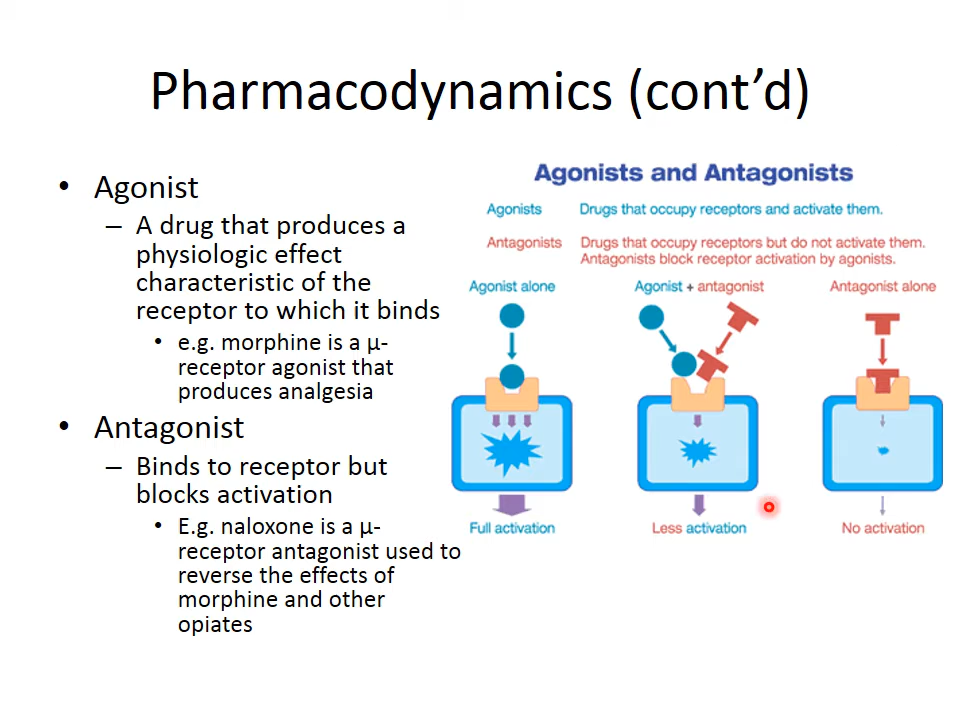 Pharmacodynamics (cont’d)
• Agonist
– A drug that produces a
physiologic effect
characteristic of the
receptor to which it binds
• e.g. morphine is a μ-
receptor agonist that
produces analgesia
• Antagonist
– Binds to receptor but
blocks activation
• E.g. naloxone is a μ-
receptor antagonist used to
reverse the effects of
morphine and other
opiates
Agonists and Antagonists
Agonists Drugs that occupy receptors and activate them.
Antagonists Drugs that occupy receptors but do not activate them.
Antagonists block receptor activation by agonists.
Agonist alone
Agonist + antagonist
Antagonist alone
Full activation
Less activation
No activation